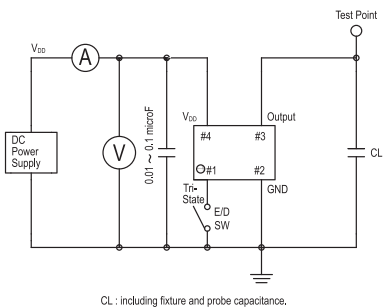 Test Point
VDD
A
VDD
Output
#4
#3
DC
Power
Supply
V
0.01 ~ 0.1 microF
CL
#1
#2
Tri-
State
GND
E/D
SW
CL : including fixture and probe capacitance.